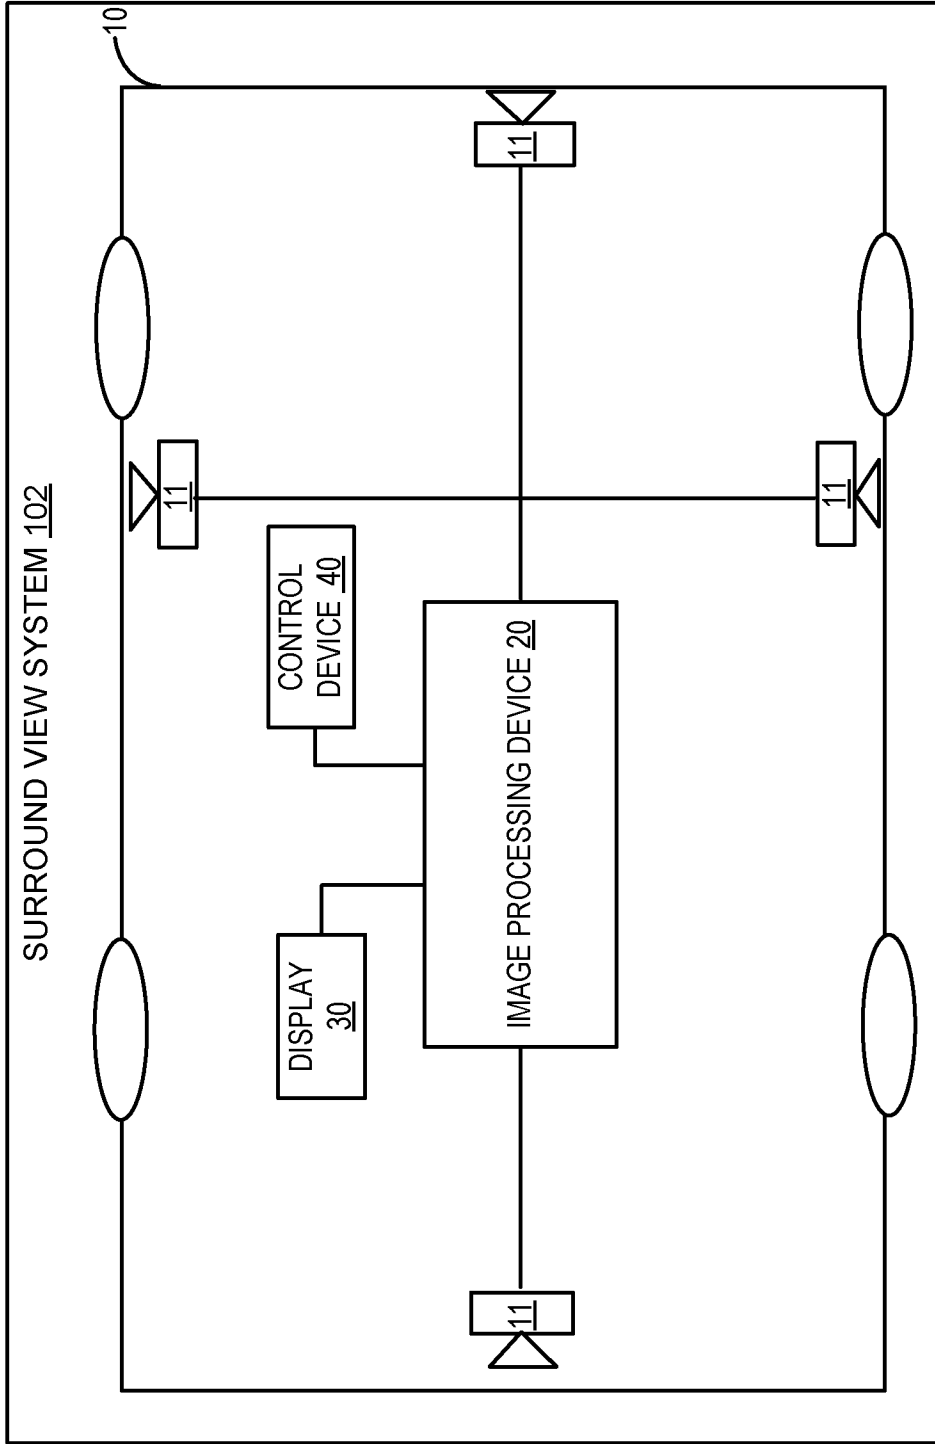 SURROUND VIEW SYSTEM 102
10
11
11
CONTROL
DEVICE 40
DISPLAY
30
IMAGE PROCESSING DEVICE 20
11
11